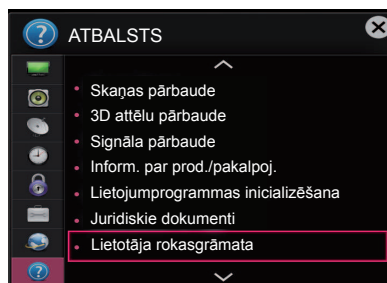 ATBALSTS
• Skaņas pārbaude
• 3D attēlu pārbaude
• Signāla pārbaude
• Inform. par prod./pakalpoj.
• Lietojumprogrammas inicializēšana
• Juridiskie dokumenti
• Lietotāja rokasgrāmata